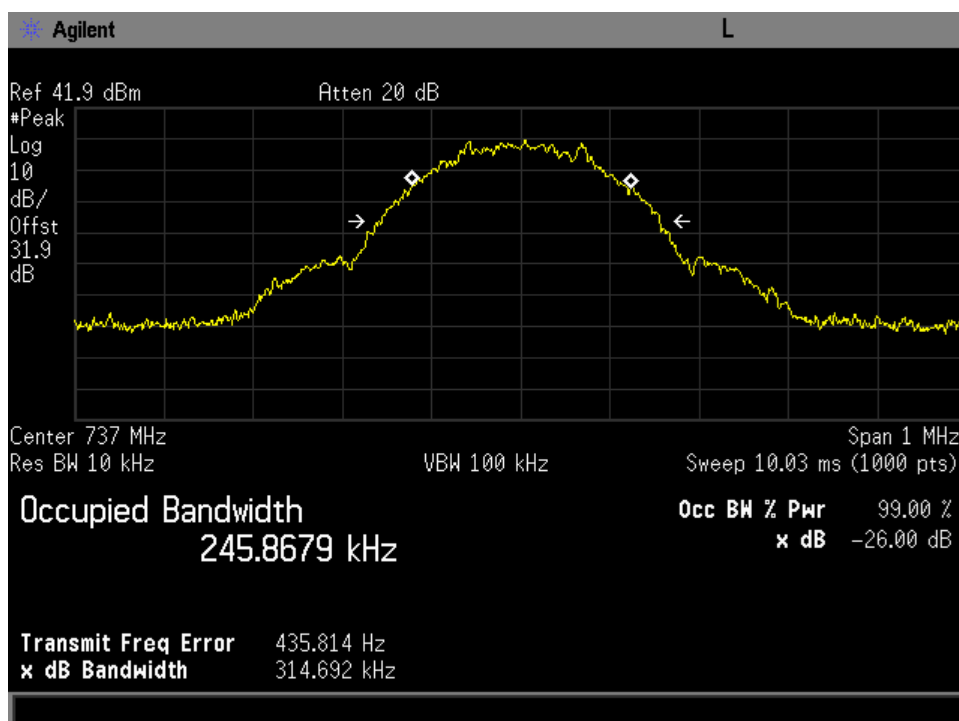 Agilent
L
Ref 41.9 dBm Atten 20 dB
#Peak
Log
10
dB/
Offst
31.9
dB
Center 737 MHz Span 1 MHz
Res BW 10 kHz VBW 100 kHz Sweep 10.03 ms (1000 pts)
Occupied Bandwidth
245.8679 kHz
Occ BW % Pwr 99.00 %
x dB -26.00 dB
Transmit Freq Error 435.814 Hz
x dB Bandwidth 314.692 kHz